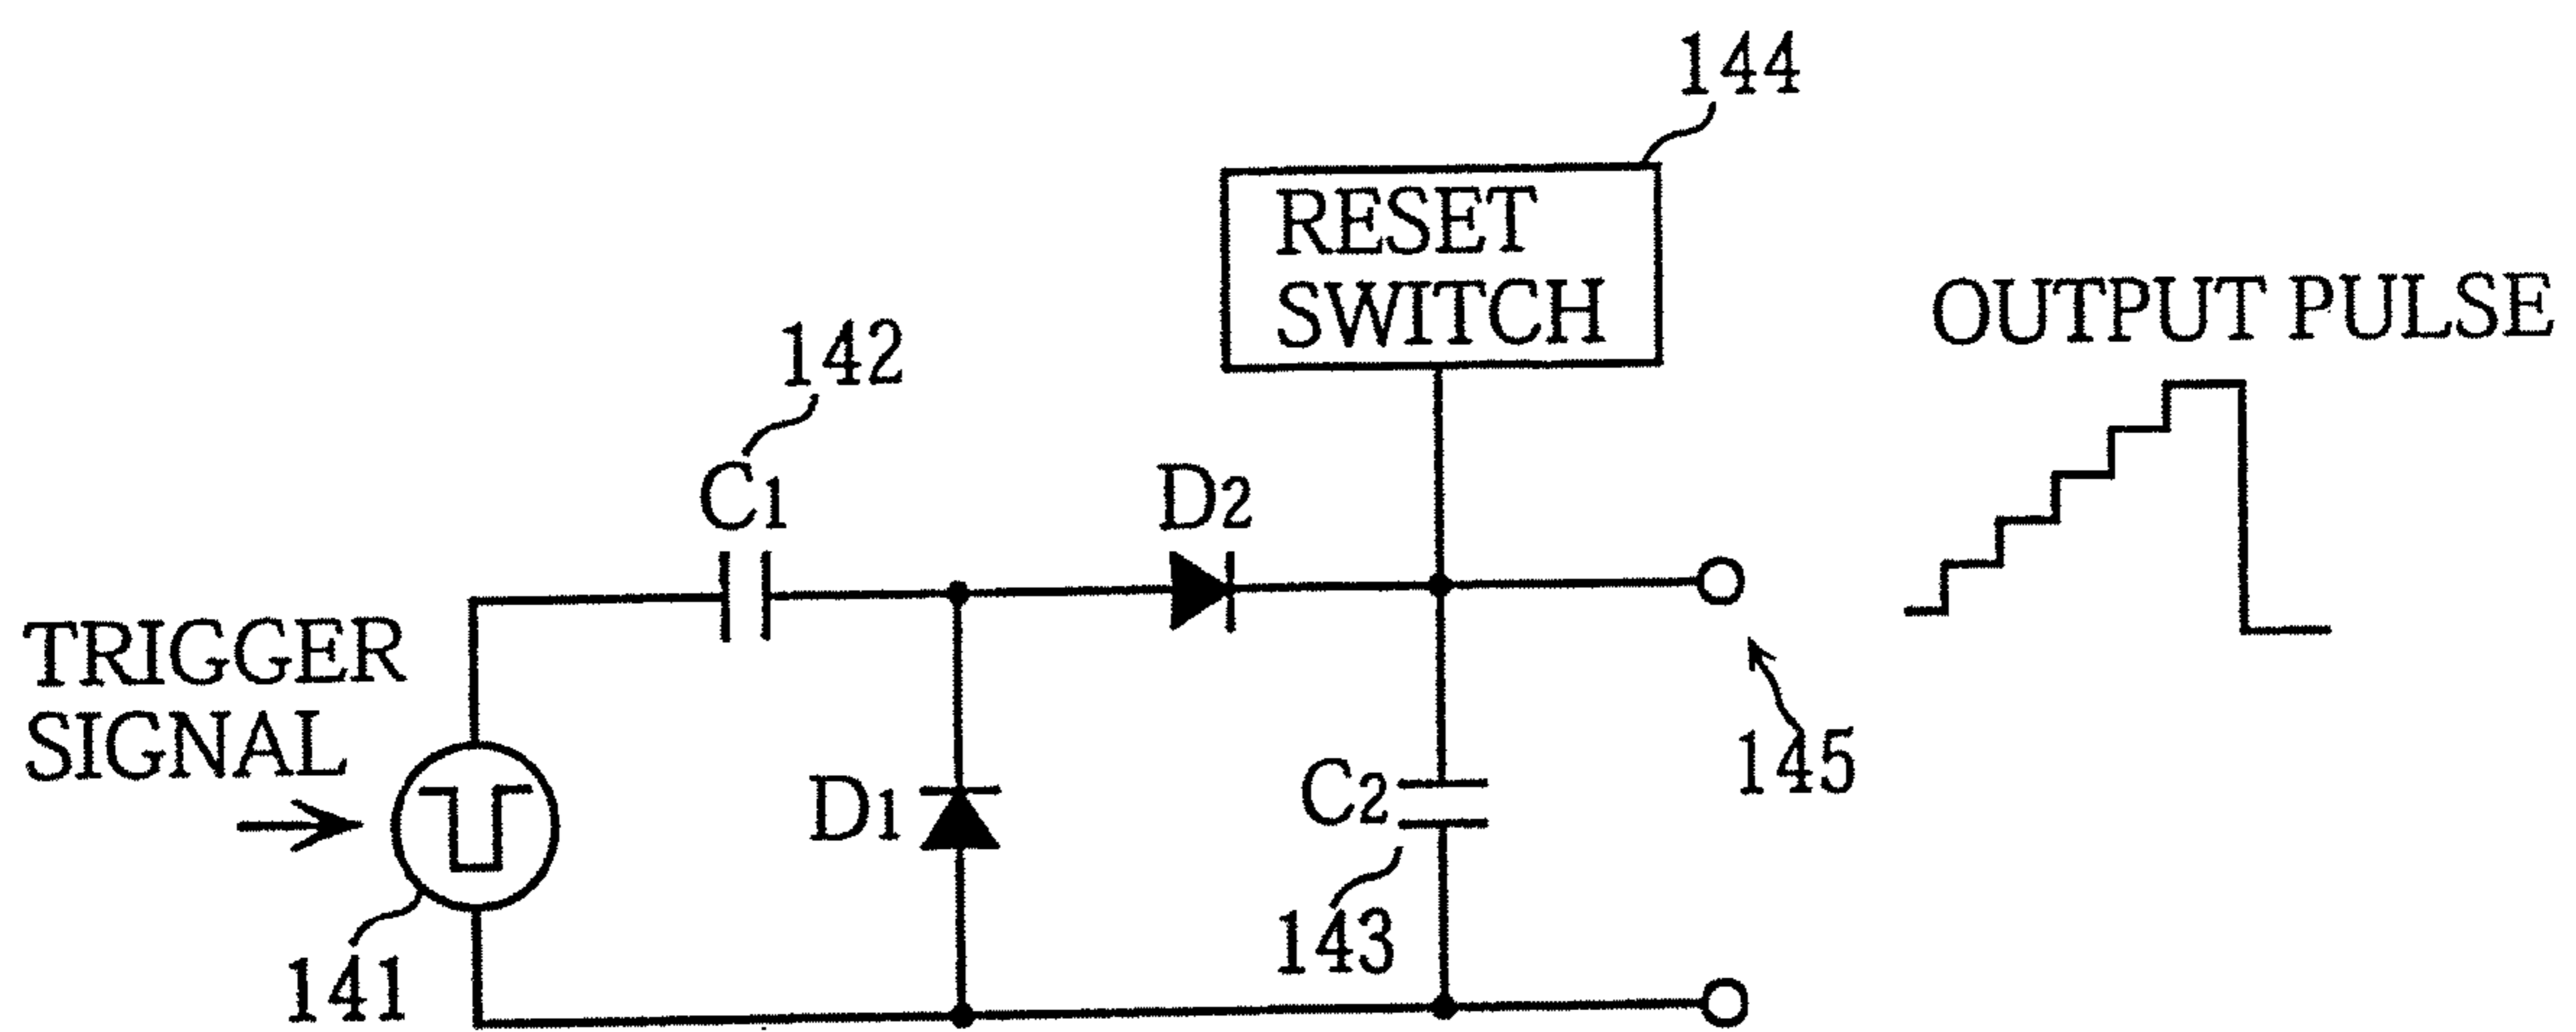 144
RESET
SWITCH
OUTPUT PULSE
142
C1
D2
TRIGGER
SIGNAL
D1
C2
145
143
141